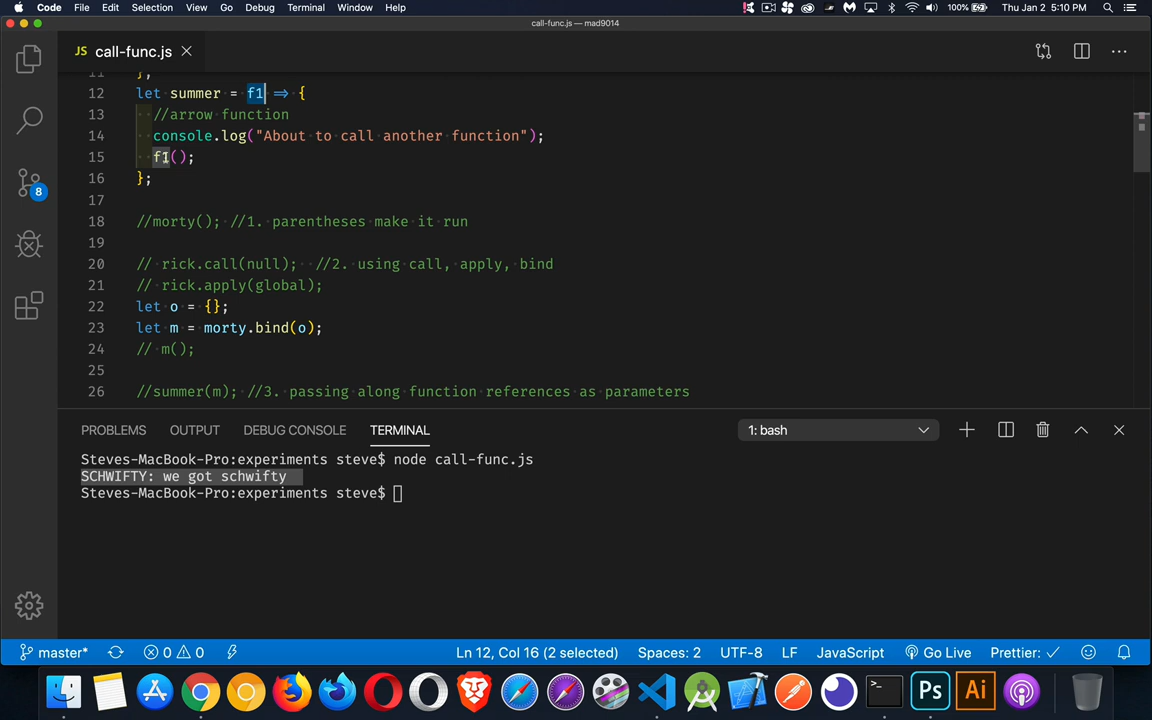 Code File Edit Selection View Go Debug Terminal Window Help 100% Thu Jan 2 5:10 PM
call-func.js — mad9014
JS call-func.js
11 };
12 let summer = f1 => {
13 //arrow function
14 console.log("About to call another function");
15 f1();
16 };
17
18 //morty(); //1. parentheses make it run
19
20 // rick.call(null); //2. using call, apply, bind
21 // rick.apply(global);
22 let o = {};
23 let m = morty.bind(o);
24 // m();
25
26 //summer(m); //3. passing along function references as parameters
8
PROBLEMS OUTPUT DEBUG CONSOLE TERMINAL 1: bash
Steves-MacBook-Pro:experiments steve$ node call-func.js
SCHWIFTY: we got schwifty
Steves-MacBook-Pro:experiments steve$
master* 0 0 Ln 12, Col 16 (2 selected) Spaces: 2 UTF-8 LF JavaScript Go Live Prettier: ✓
>_ Ps Ai